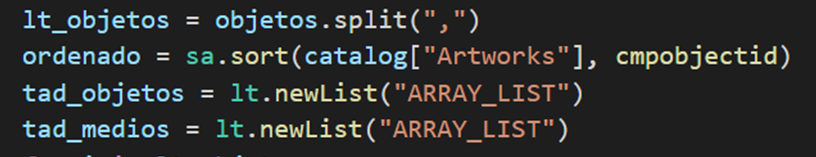 lt_objetos = objetos.split(",")
ordenado = sa.sort(catalog["Artworks"], cmpobjectid)
tad_objetos = lt.newList("ARRAY_LIST")
tad_medios = lt.newList("ARRAY_LIST")